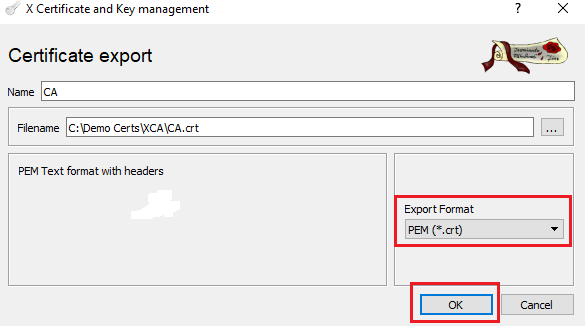 X Certificate and Key management
?
Certificate export
Name CA
Filename C:\Demo Certs\XCA\CA.crt ...
PEM Text format with headers
Export Format
PEM (*.crt)
OK Cancel